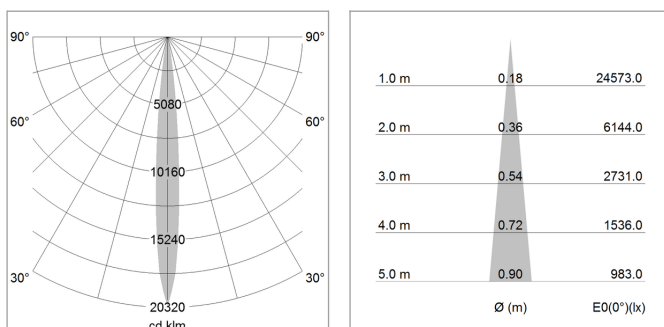 90° 90°
5080
60° 60°
10160
15240
30° 30°
20320
cd klm
1.0 m 0.18 24573.0
2.0 m 0.36 6144.0
3.0 m 0.54 2731.0
4.0 m 0.72 1536.0
5.0 m 0.90 983.0
Ø (m) E0(0°)(lx)